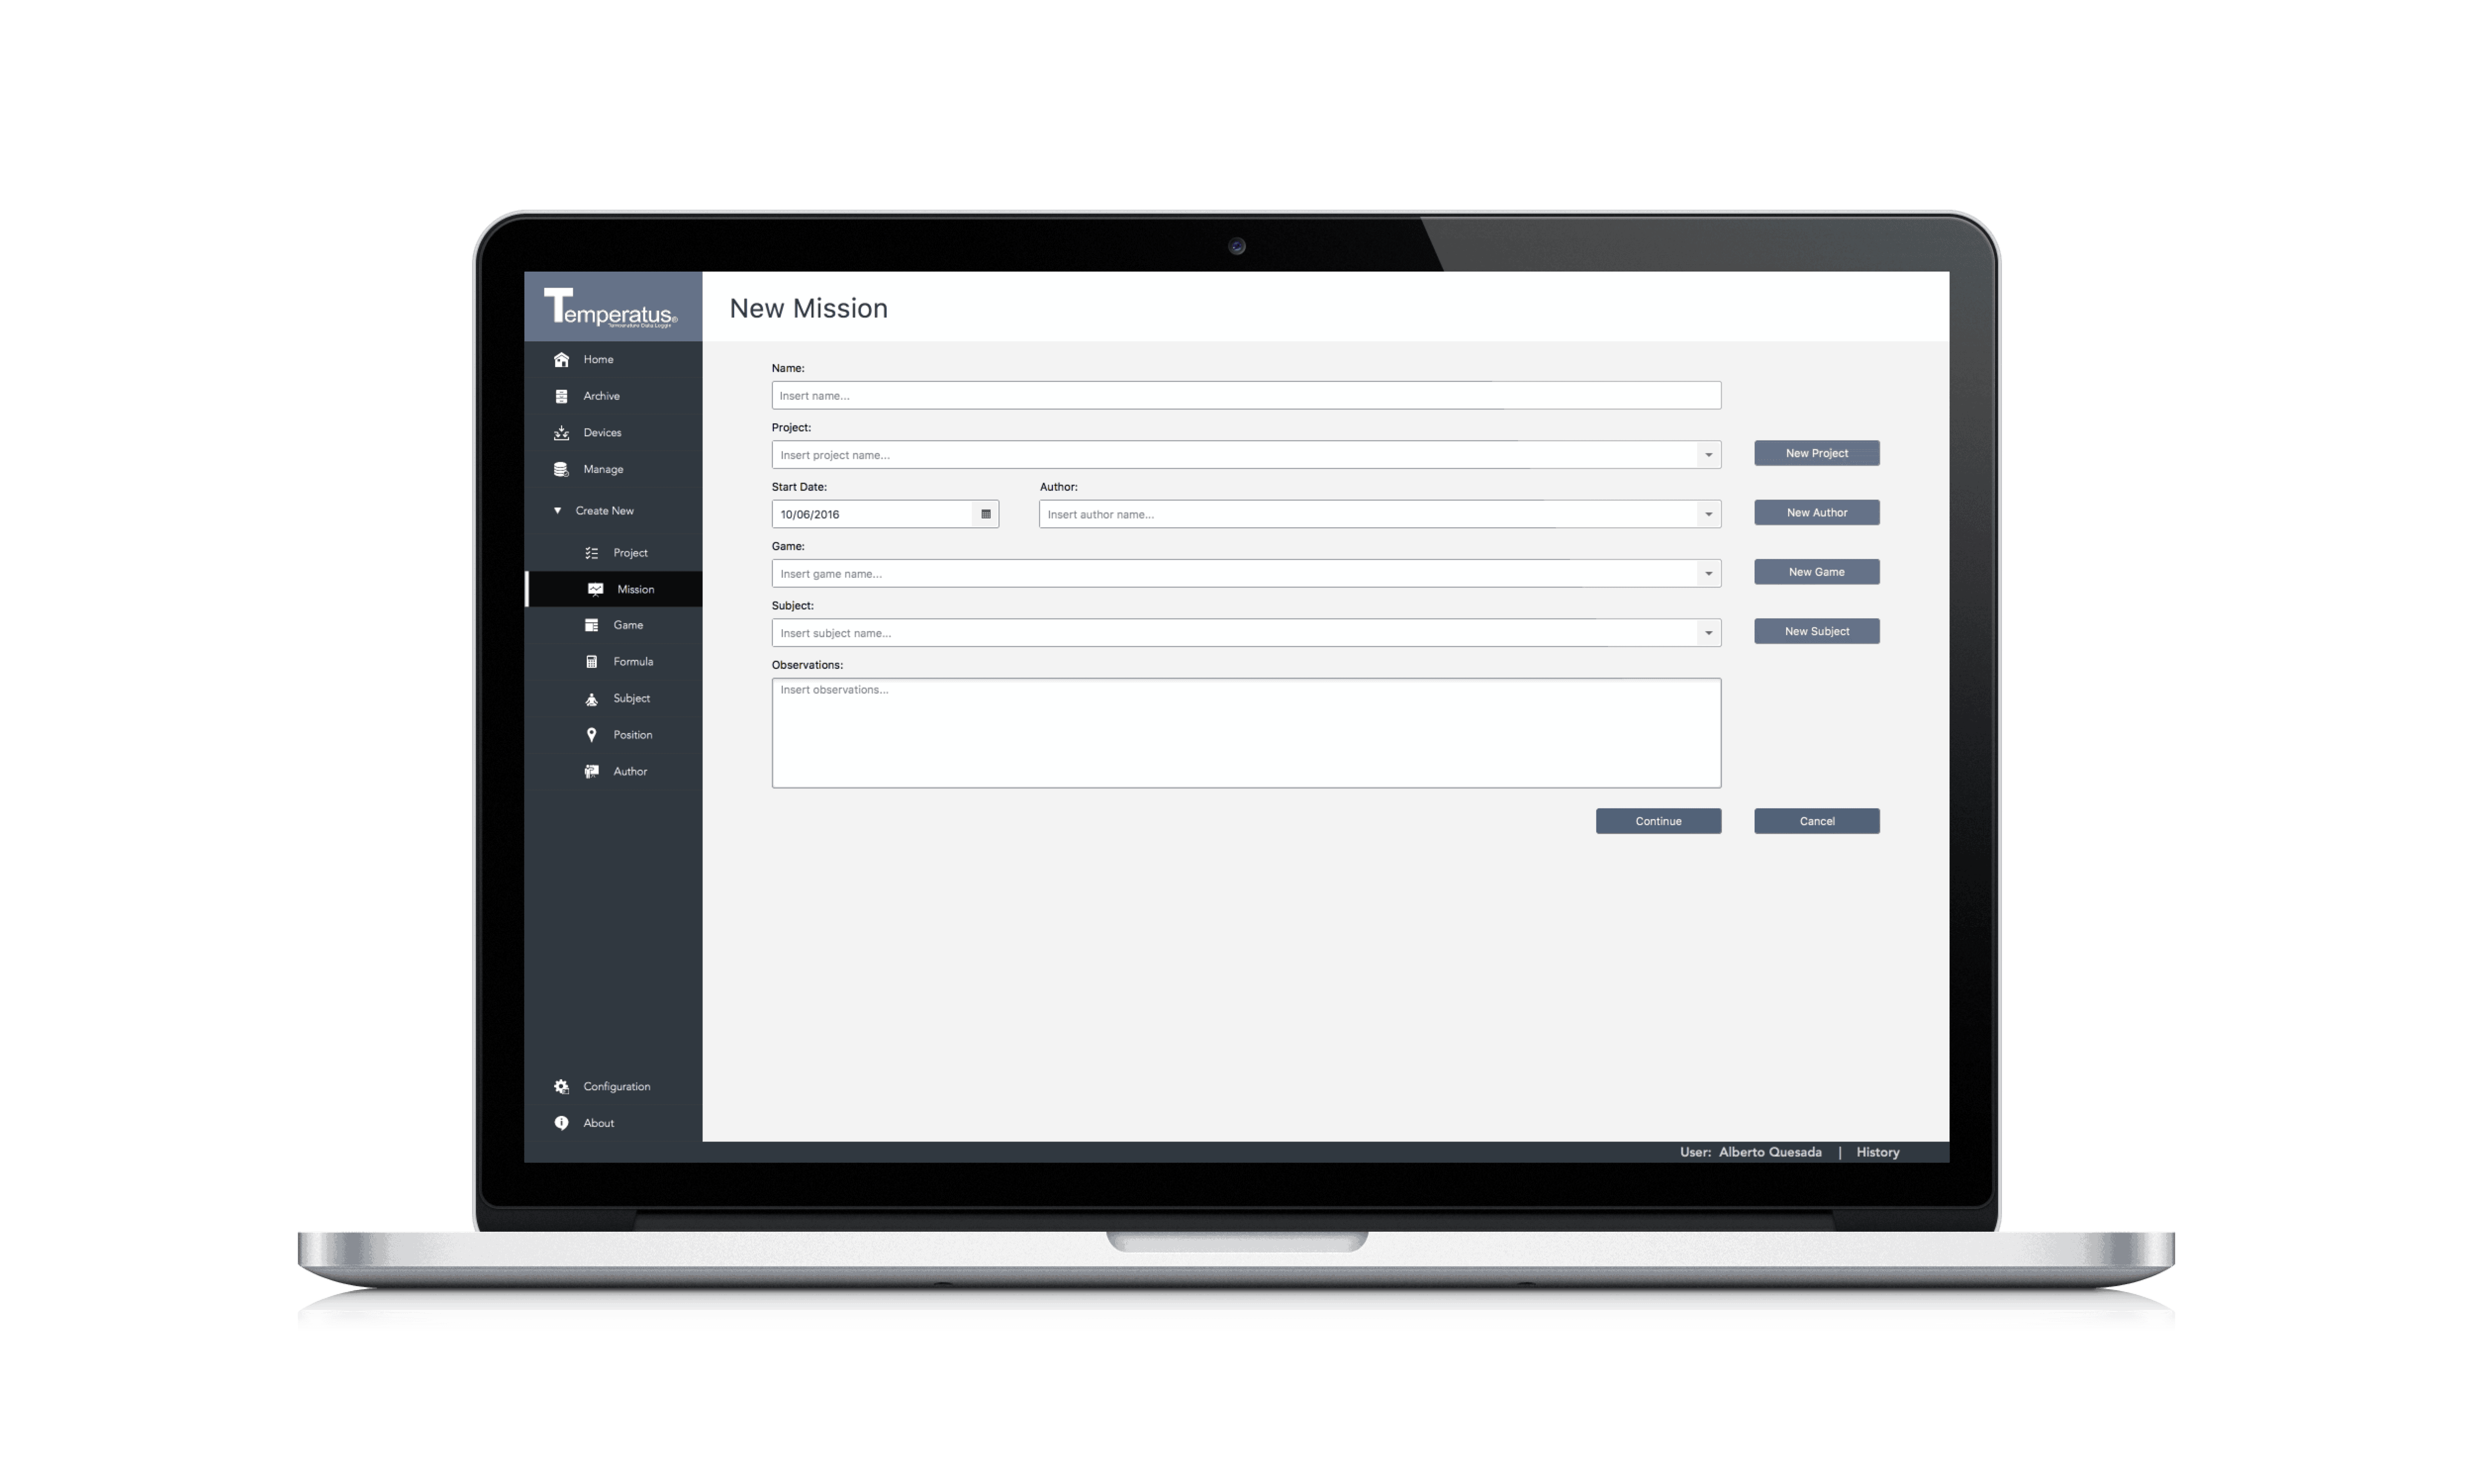 Temperatus®
Temperature Data Logger
New Mission
Home
Archive
Devices
Manage
Create New
Project
Mission
Game
Formula
Subject
Position
Author
Configuration
About
Name:
Insert name...
Project:
Insert project name...
New Project
Start Date:
Author:
10/06/2016
Insert author name...
New Author
Game:
Insert game name...
New Game
Subject:
Insert subject name...
New Subject
Observations:
Insert observations...
Continue
Cancel
User: Alberto Quesada | History